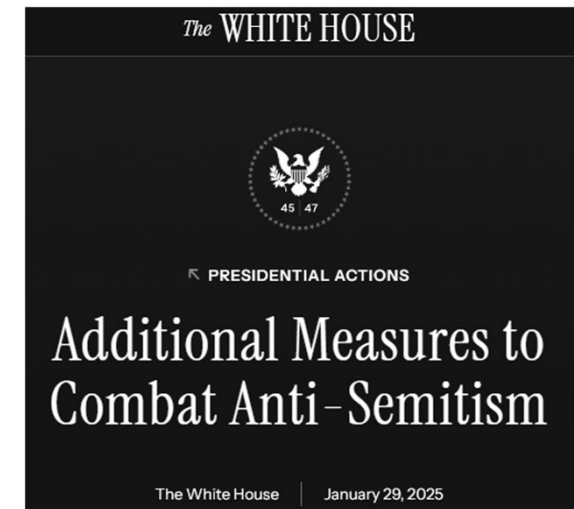 The WHITE HOUSE
45 47
PRESIDENTIAL ACTIONS
Additional Measures to
Combat Anti-Semitism
The White House | January 29, 2025